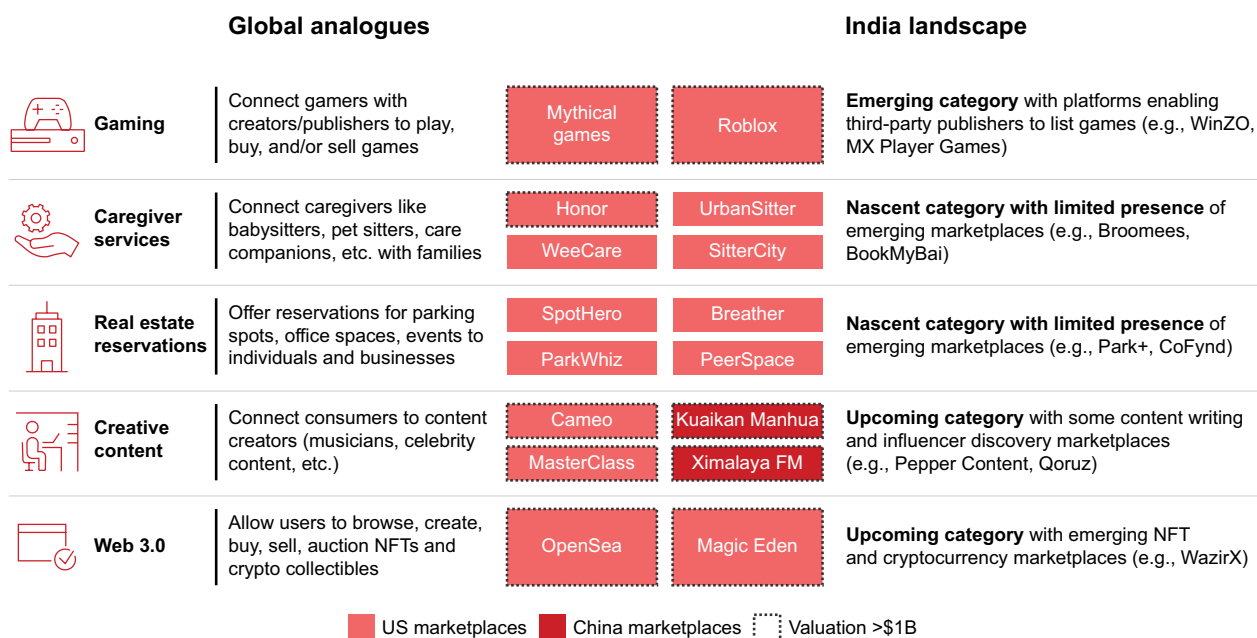 Global analogues
India landscape
Gaming
Connect gamers with
creators/publishers to play,
buy, and/or sell games
Mythical
games
Roblox
Emerging category with platforms enabling
third-party publishers to list games (e.g., WinZO,
MX Player Games)
Caregiver
services
Connect caregivers like
babysitters, pet sitters, care
companions, etc. with families
Honor
UrbanSitter
WeeCare
SitterCity
Nascent category with limited presence of
emerging marketplaces (e.g., Broomees,
BookMyBai)
Real estate
reservations
Offer reservations for parking
spots, office spaces, events to
individuals and businesses
SpotHero
Breather
ParkWhiz
PeerSpace
Nascent category with limited presence of
emerging marketplaces (e.g., Park+, CoFynd)
Creative
content
Connect consumers to content
creators (musicians, celebrity
content, etc.)
Cameo
Kuaikan Manhua
MasterClass
Ximalaya FM
Upcoming category with some content writing
and influencer discovery marketplaces
(e.g., Pepper Content, Qoruz)
Web 3.0
Allow users to browse, create,
buy, sell, auction NFTs and
crypto collectibles
OpenSea
Magic Eden
Upcoming category with emerging NFT
and cryptocurrency marketplaces (e.g., WazirX)
US marketplaces
China marketplaces
Valuation >$1B